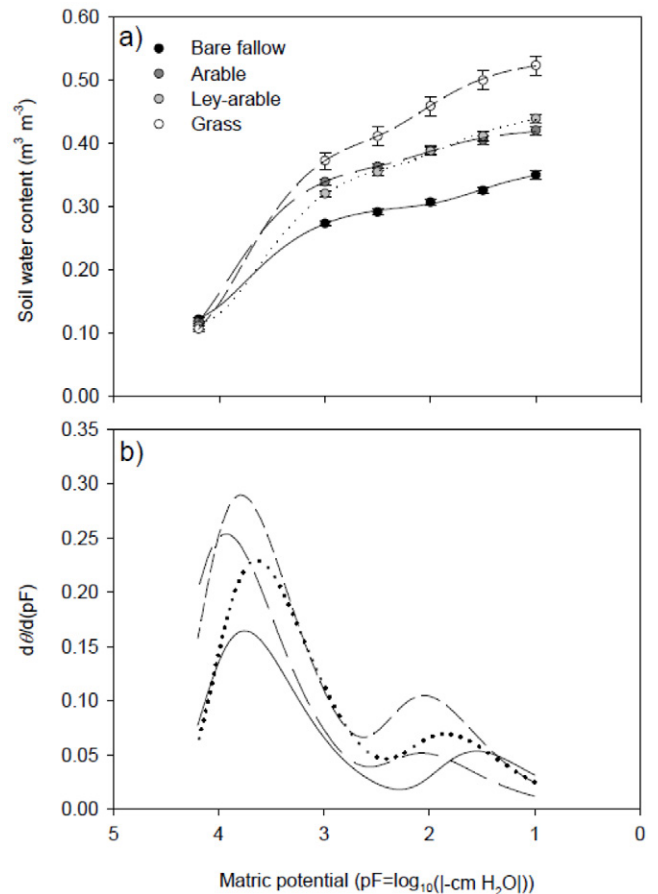 0.60
a)
Bare fallow
0.50
Arable
Ley-arable
Grass
0.40
0.30
0.20
0.10
0.00
Soil water content (m³ m⁻³)
0.35
b)
0.30
0.25
0.20
0.15
0.10
0.05
0.00
dθ/d(pF)
5 4 3 2 1 0
Matric potential (pF=log₁₀(|-cm H₂O|))